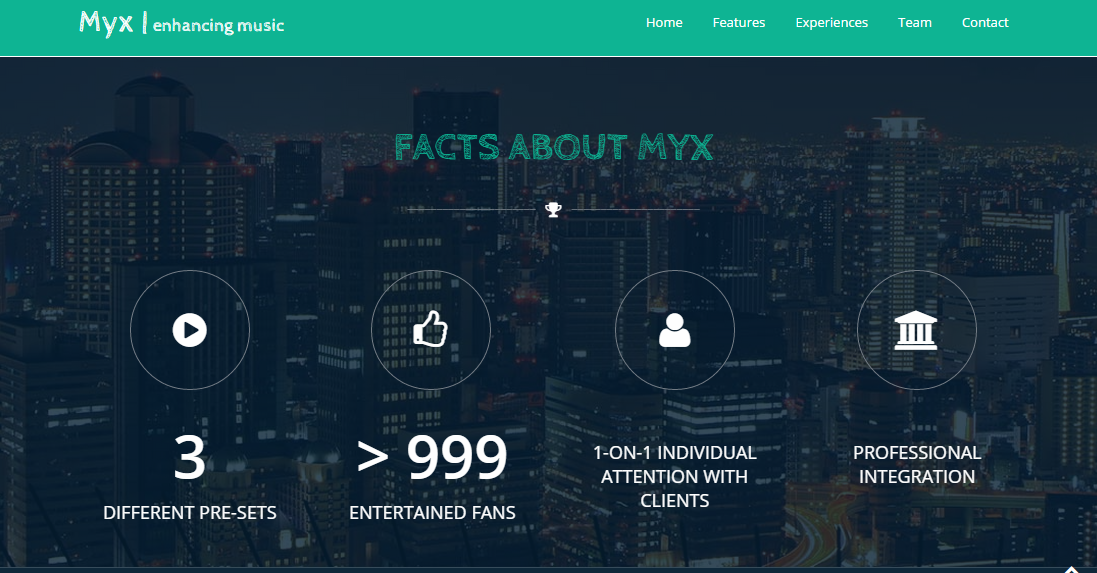 Myx | enhancing music
Home Features Experiences Team Contact
FACTS ABOUT MYX
3
DIFFERENT PRE-SETS
> 999
ENTERTAINED FANS
1-ON-1 INDIVIDUAL
ATTENTION WITH
CLIENTS
PROFESSIONAL
INTEGRATION